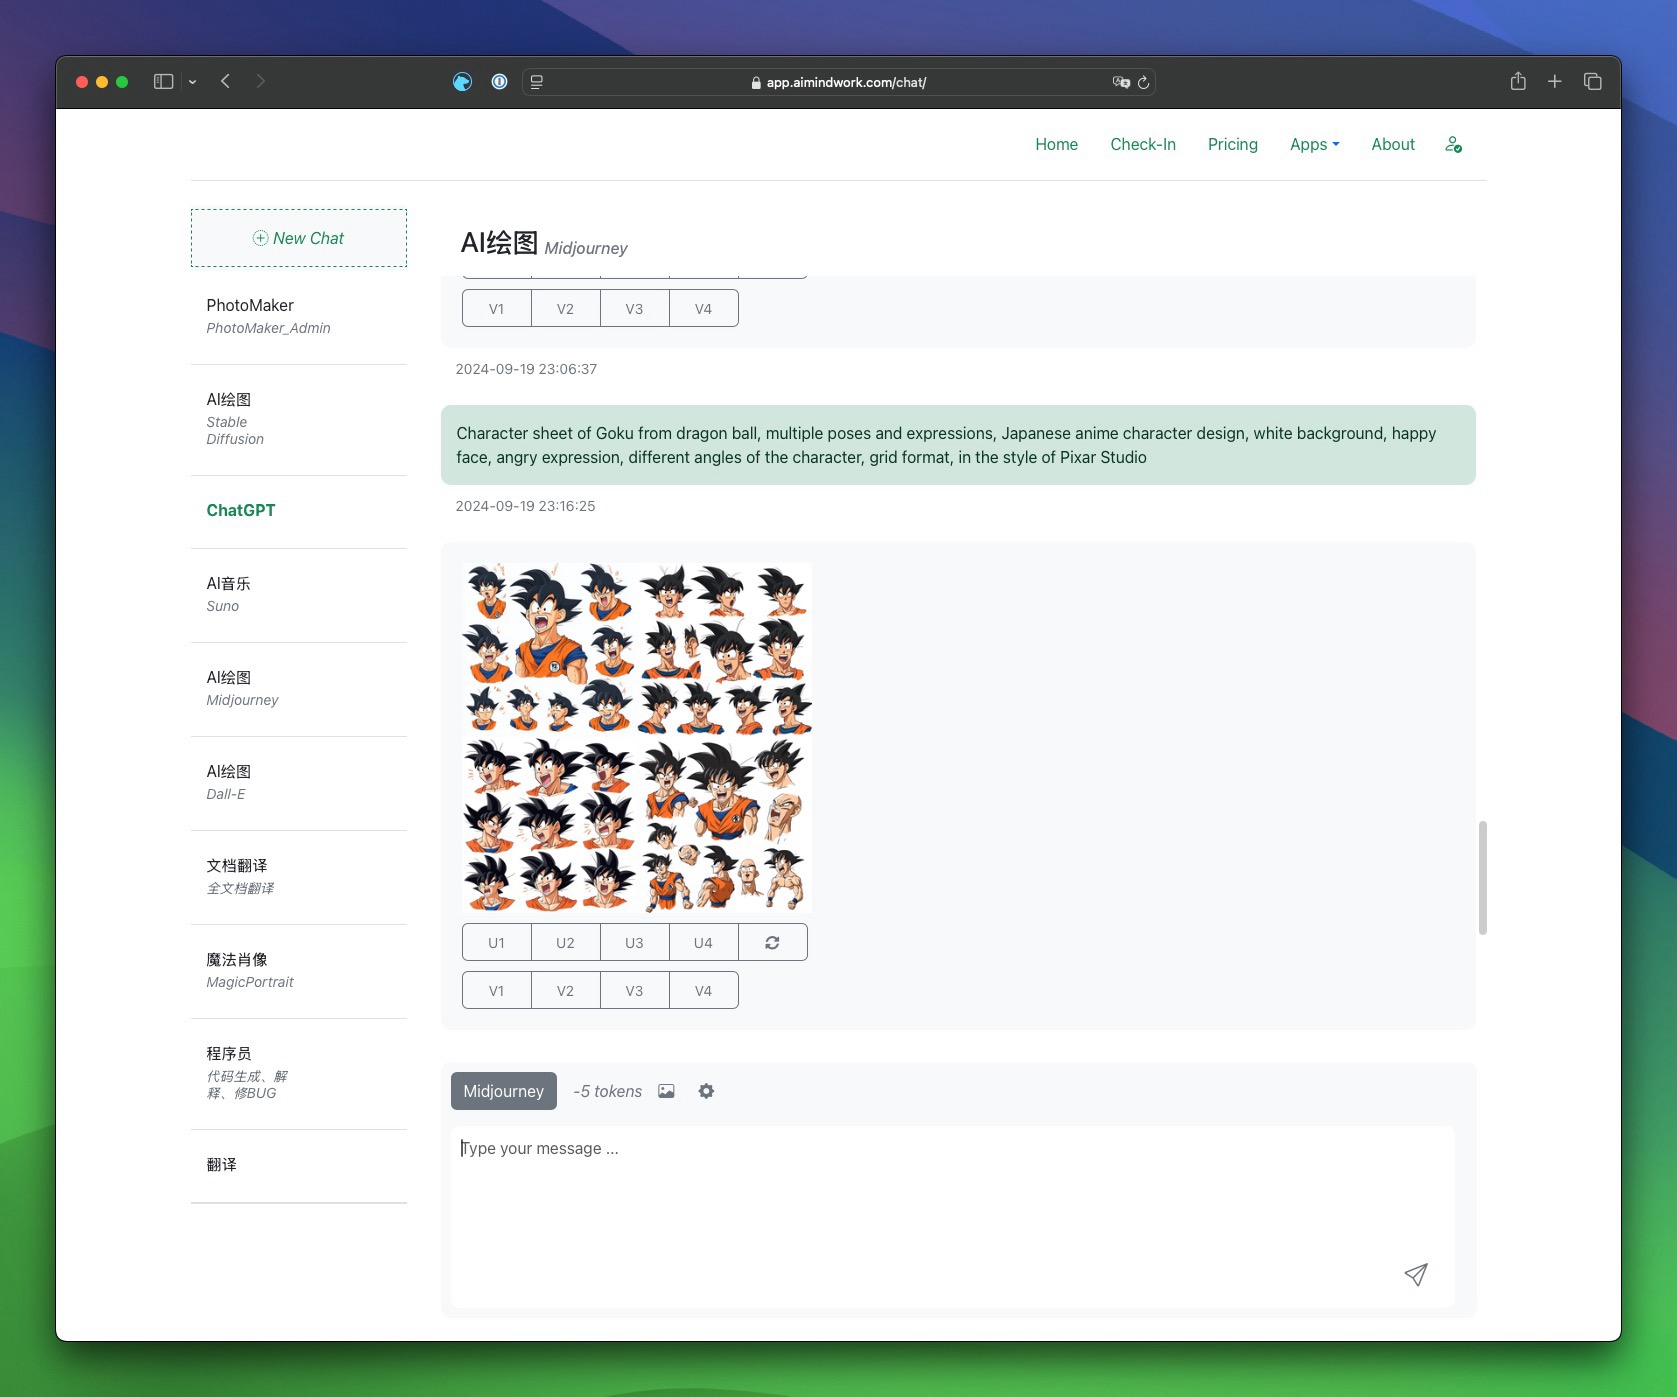 app.aimindwork.com/chat/
Home
Check-In
Pricing
Apps
About
New Chat
PhotoMaker
PhotoMaker_Admin
AI绘图
Stable
Diffusion
ChatGPT
AI音乐
Suno
AI绘图
Midjourney
AI绘图
Dall-E
文档翻译
全文档翻译
魔法肖像
MagicPortrait
程序员
代码生成、解
释、修BUG
翻译
AI绘图 Midjourney
V1
V2
V3
V4
2024-09-19 23:06:37
Character sheet of Goku from dragon ball, multiple poses and expressions, Japanese anime character design, white background, happy
face, angry expression, different angles of the character, grid format, in the style of Pixar Studio
2024-09-19 23:16:25
U1
U2
U3
U4
V1
V2
V3
V4
Midjourney
-5 tokens
Type your message ...